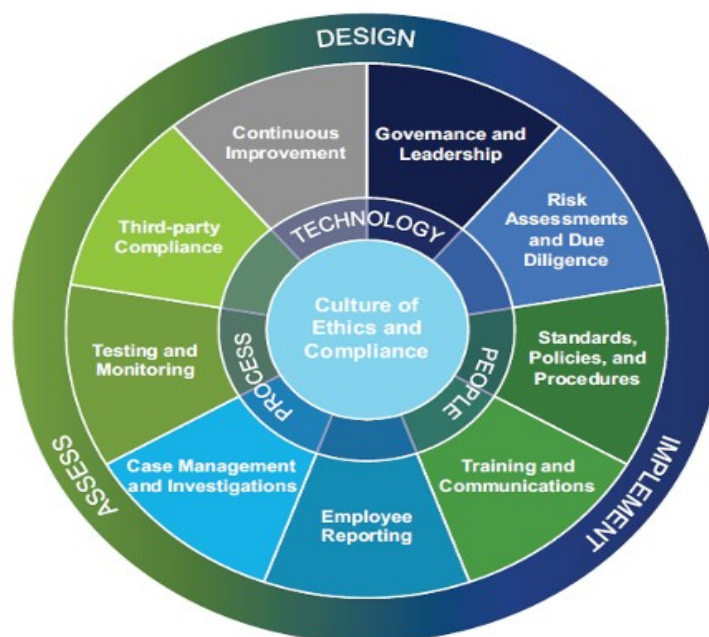 DESIGN
Continuous
Improvement
Governance and
Leadership
Risk
Assessments
and Due
Diligence
Third-party
Compliance
TECHNOLOGY
Culture of
Ethics and
Compliance
Testing and
Monitoring
Standards,
Policies, and
Procedures
PROCESS
PEOPLE
Case Management
and Investigations
Training and
Communications
Employee
Reporting
ASSESS
IMPLEMENT